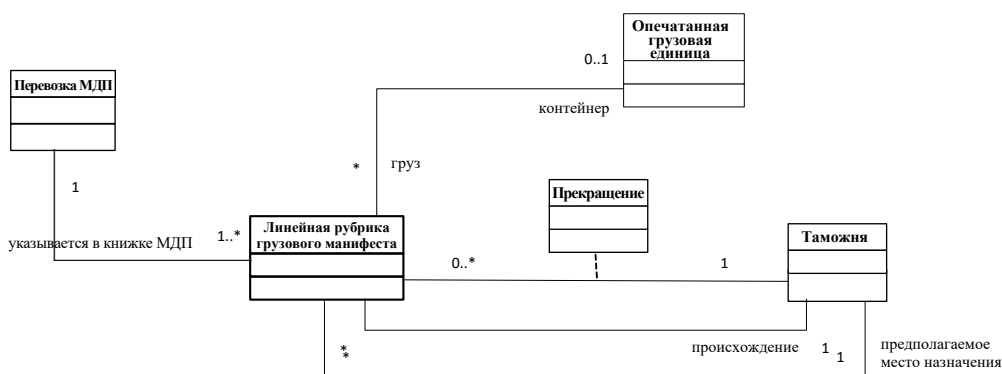 Опечатанная
грузовая
единица
0..1
Перевозка МДП
контейнер
*
груз
1
Прекращение
указывается в книжке МДП
1..*
Линейная рубрика
грузового манифеста
Таможня
0..*
1
*
*
происхождение
1
1
предполагаемое
место назначения